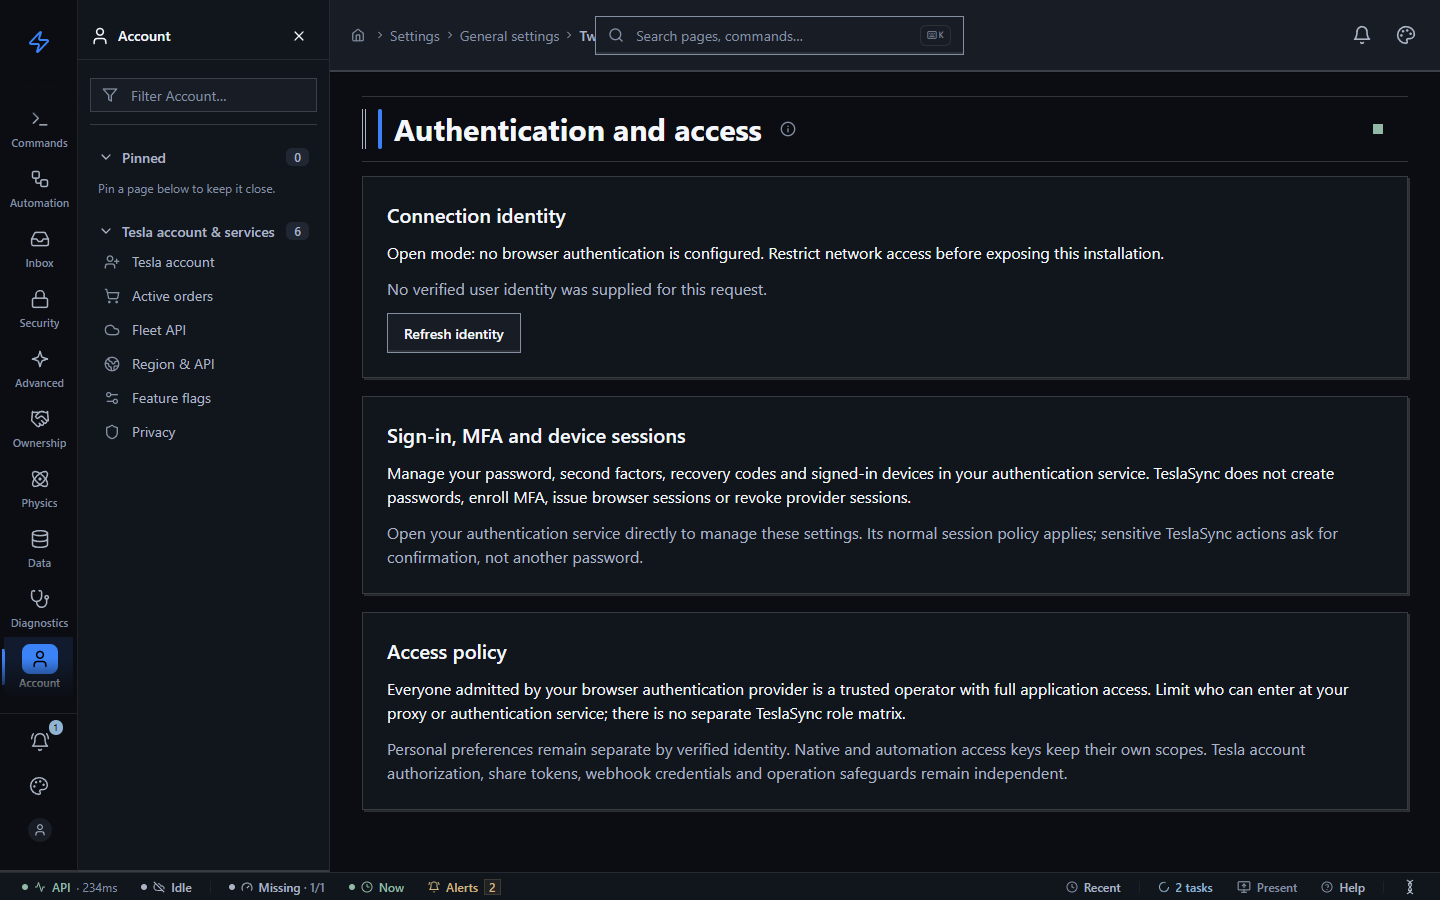 Commands
Automation
Inbox
Security
Advanced
Ownership
Physics
Data
Diagnostics
Account
1
Account
Filter Account...
Pinned 0
Pin a page below to keep it close.
Tesla account & services 6
Tesla account
Active orders
Fleet API
Region & API
Feature flags
Privacy
Settings General settings Tw
Search pages, commands... K
Authentication and access
Connection identity
Open mode: no browser authentication is configured. Restrict network access before exposing this installation.
No verified user identity was supplied for this request.
Refresh identity
Sign-in, MFA and device sessions
Manage your password, second factors, recovery codes and signed-in devices in your authentication service. TeslaSync does not create
passwords, enroll MFA, issue browser sessions or revoke provider sessions.
Open your authentication service directly to manage these settings. Its normal session policy applies; sensitive TeslaSync actions ask for
confirmation, not another password.
Access policy
Everyone admitted by your browser authentication provider is a trusted operator with full application access. Limit who can enter at your
proxy or authentication service; there is no separate TeslaSync role matrix.
Personal preferences remain separate by verified identity. Native and automation access keys keep their own scopes. Tesla account
authorization, share tokens, webhook credentials and operation safeguards remain independent.
API · 234ms Idle Missing · 1/1 Now Alerts 2 Recent 2 tasks Present Help